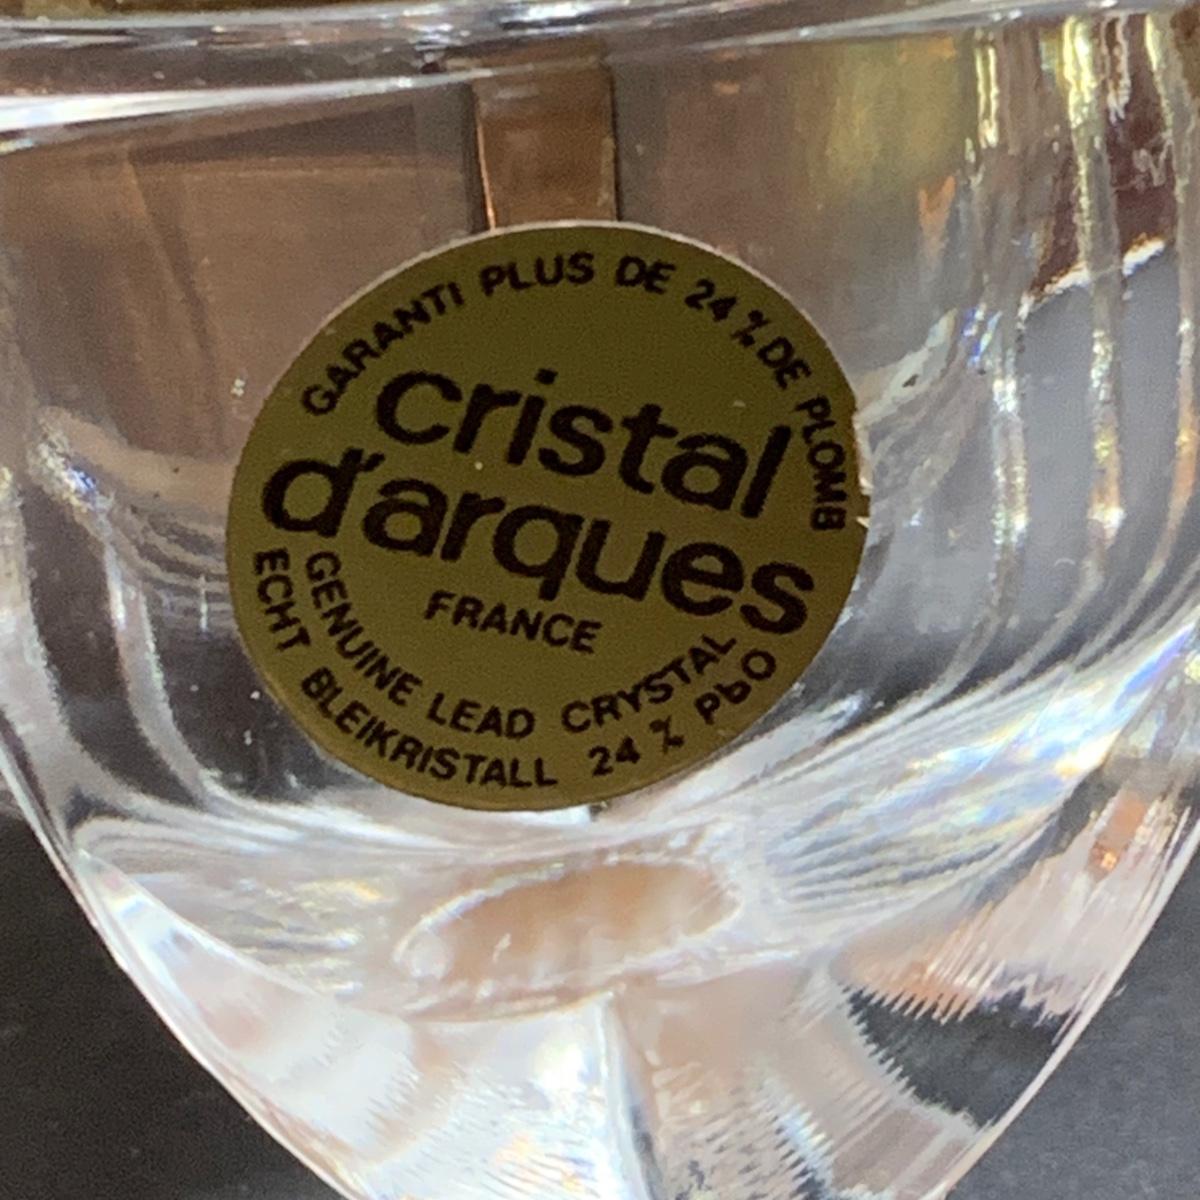 GARANTI PLUS DE 24 % DE PLOMB
cristal
d'arques
FRANCE
GENUINE LEAD CRYSTAL
ECHT BLEIKRISTALL 24 % PbO